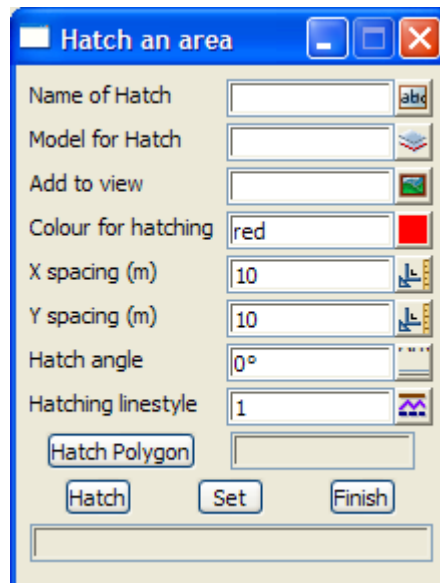 Hatch an area
Name of Hatch abc
Model for Hatch
Add to view
Colour for hatching red
X spacing (m) 10
Y spacing (m) 10
Hatch angle 0°
Hatching linestyle 1
Hatch Polygon
Hatch Set Finish